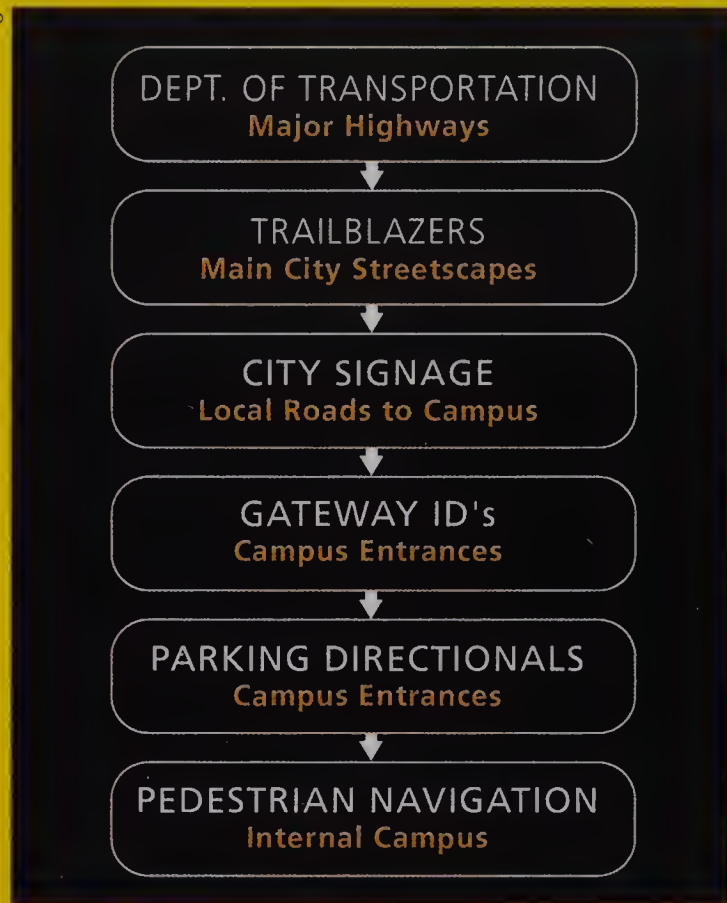 DEPT. OF TRANSPORTATION
Major Highways
TRAILBLAZERS
Main City Streetscapes
CITY SIGNAGE
Local Roads to Campus
GATEWAY ID's
Campus Entrances
PARKING DIRECTIONALS
Campus Entrances
PEDESTRIAN NAVIGATION
Internal Campus